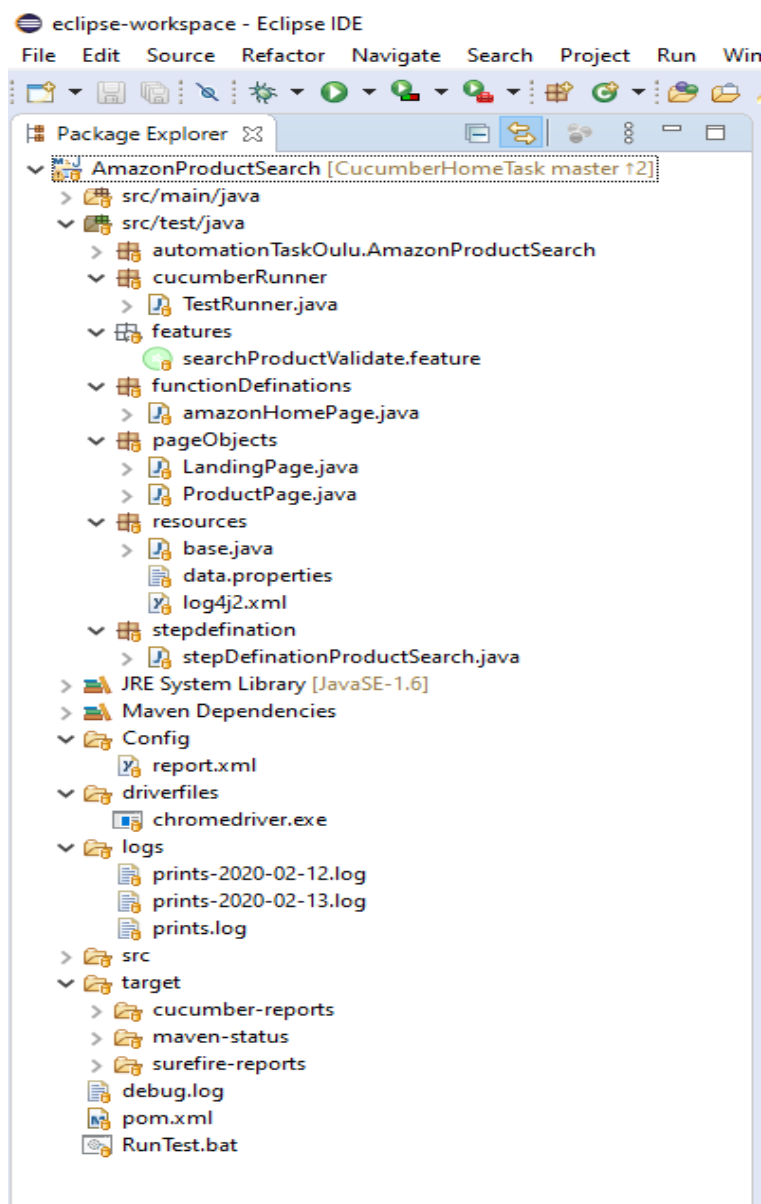 eclipse-workspace - Eclipse IDE
File Edit Source Refactor Navigate Search Project Run Win
Package Explorer
AmazonProductSearch [CucumberHomeTask master ↑2]
src/main/java
src/test/java
automationTaskOulu.AmazonProductSearch
cucumberRunner
TestRunner.java
features
searchProductValidate.feature
functionDefinations
amazonHomePage.java
pageObjects
LandingPage.java
ProductPage.java
resources
base.java
data.properties
log4j2.xml
stepdefination
stepDefinationProductSearch.java
JRE System Library [JavaSE-1.6]
Maven Dependencies
Config
report.xml
driverfiles
chromedriver.exe
logs
prints-2020-02-12.log
prints-2020-02-13.log
prints.log
src
target
cucumber-reports
maven-status
surefire-reports
debug.log
pom.xml
RunTest.bat